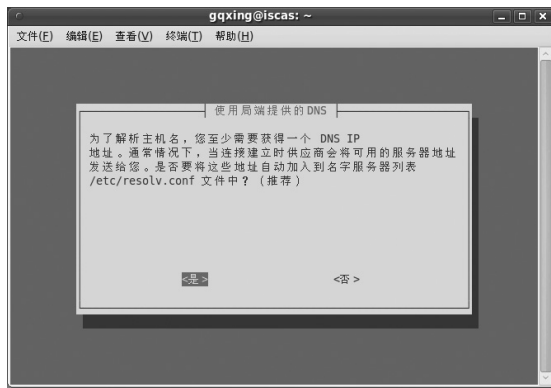 gqxing@iscas: ~
文件(F) 编辑(E) 查看(V) 终端(T) 帮助(H)
使用局端提供的DNS
为了解析主机名，您至少需要获得一个 DNS IP
地址。通常情况下，当连接建立时供应商会将可用的服务器地址
发送给您。是否要将这些地址自动加入到名字服务器列表
/etc/resolv.conf 文件中？（推荐）
<是> <否>